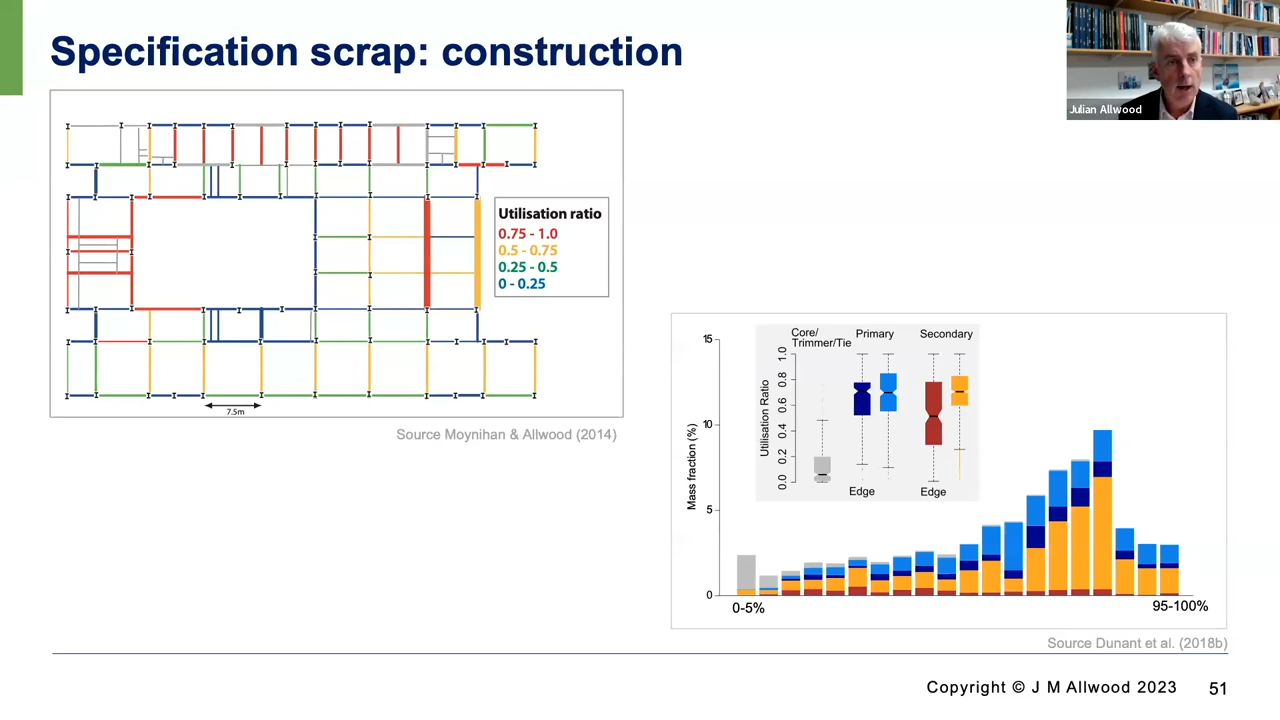 Specification scrap: construction
Julian Allwood
Utilisation ratio
0.75 - 1.0
0.5 - 0.75
0.25 - 0.5
0 - 0.25
7.5m
Source Moynihan & Allwood (2014)
Core/
Trimmer/Tie
Primary
Secondary
Utilisation Ratio
1.0
0.8
0.6
0.4
0.2
0.0
Edge
Edge
Mass fraction (%)
15
10
5
0
0-5%
95-100%
Source Dunant et al. (2018b)
Copyright © J M Allwood 2023
51